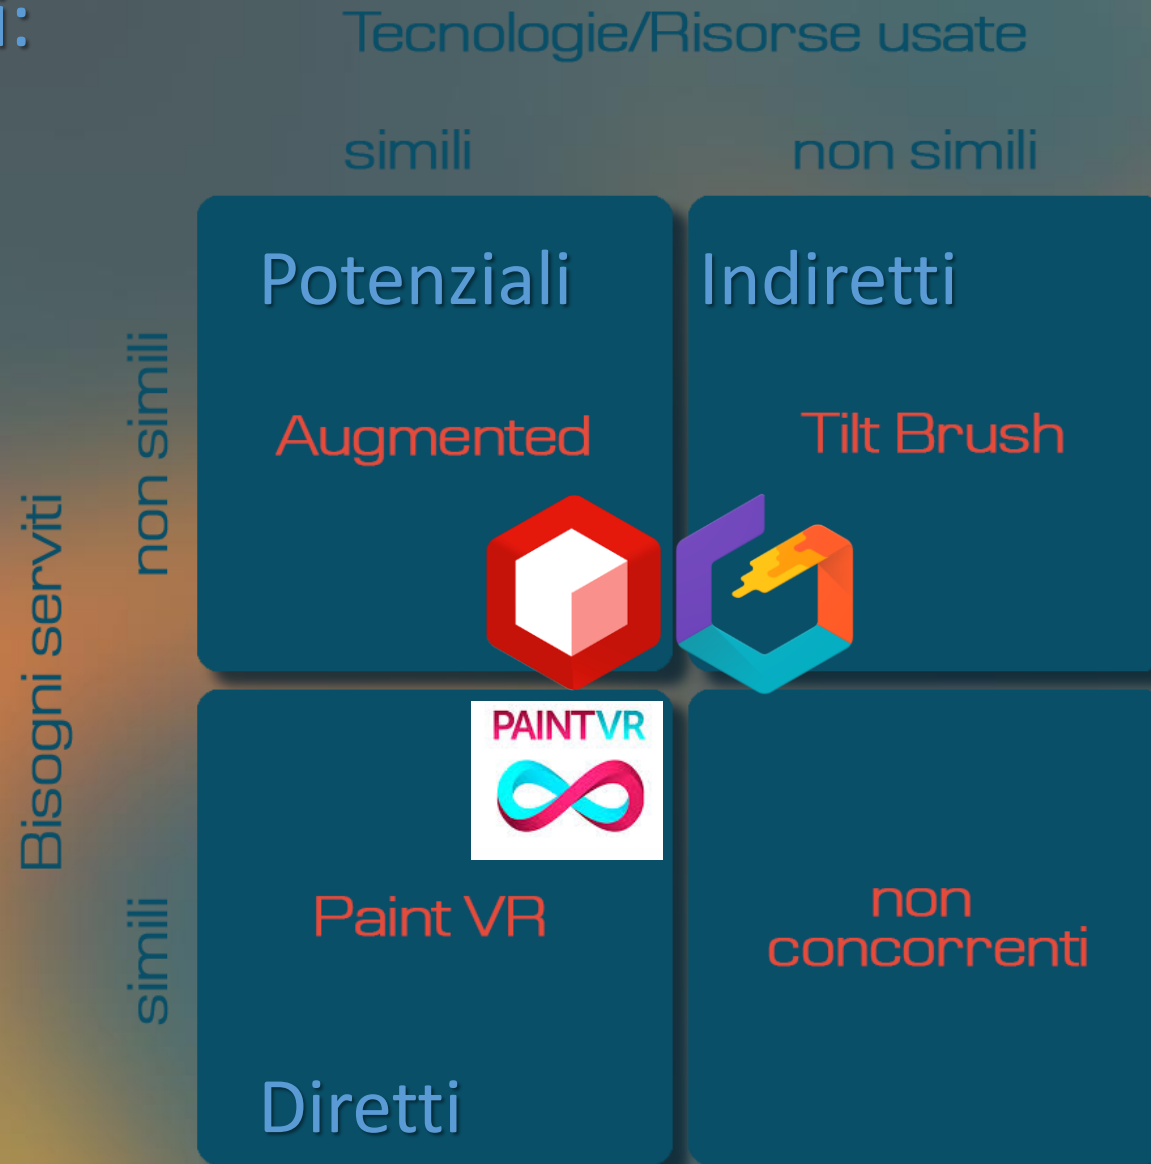 Tecnologie/Risorse usate
simili
non simili
Bisogni serviti
non simili
Potenziali
Indiretti
Augmented
Tilt Brush
PAINTVR
simili
Paint VR
non
concorrenti
Diretti